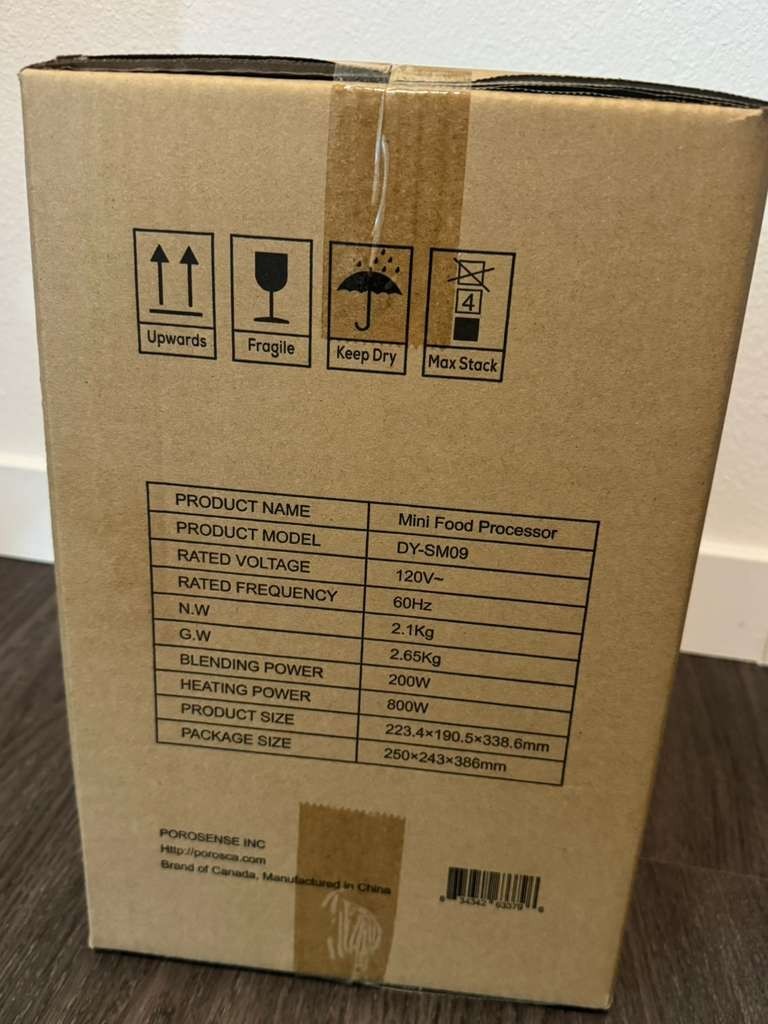 Upwards
Fragile
Keep Dry
4
Max Stack
PRODUCT NAME Mini Food Processor
PRODUCT MODEL DY-SM09
RATED VOLTAGE 120V~
RATED FREQUENCY 60Hz
N.W 2.1Kg
G.W 2.65Kg
BLENDING POWER 200W
HEATING POWER 800W
PRODUCT SIZE 223.4×190.5×338.6mm
PACKAGE SIZE 250×243×386mm
POROSENSE INC
Http://porosca.com
Brand of Canada, Manufactured in China
34342